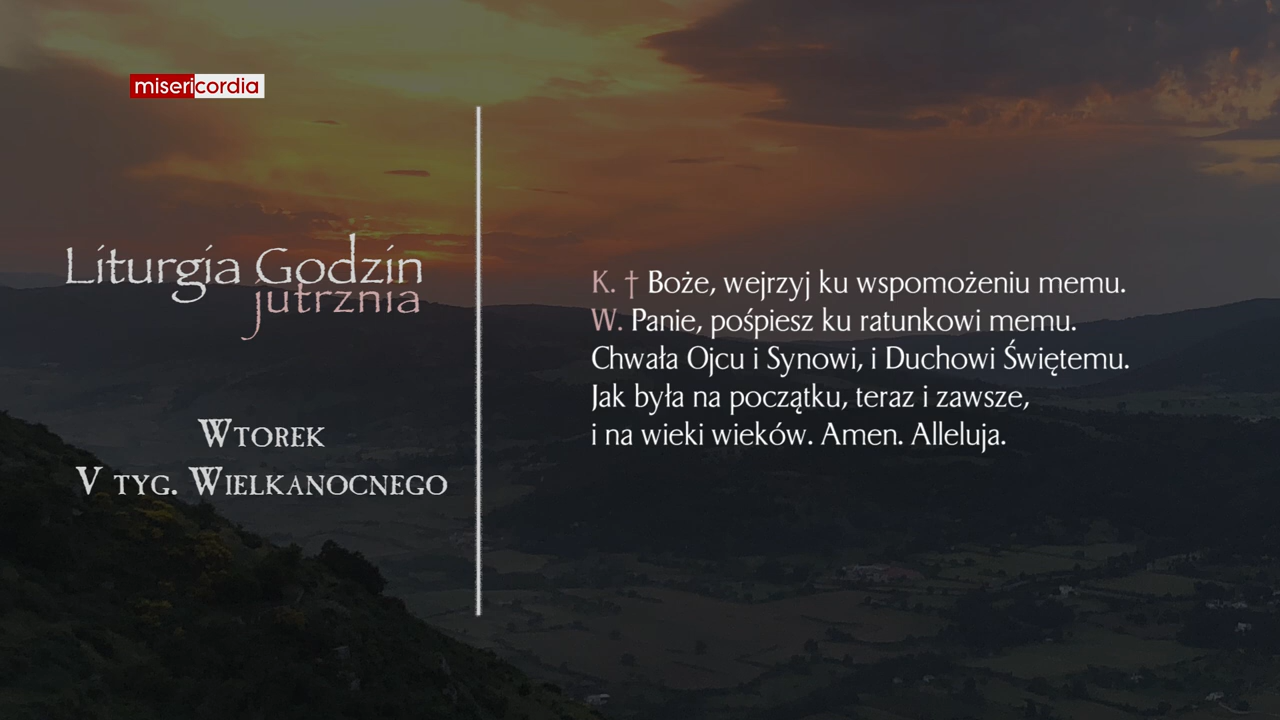 misericordia
Liturgia Godzin
jutrznia
Wtorek
V tyg. Wielkanocnego
K. † Boże, wejrzyj ku wspomożeniu memu.
W. Panie, pośpiesz ku ratunkowi memu.
Chwała Ojcu i Synowi, i Duchowi Świętemu.
Jak była na początku, teraz i zawsze,
i na wieki wieków. Amen. Alleluja.